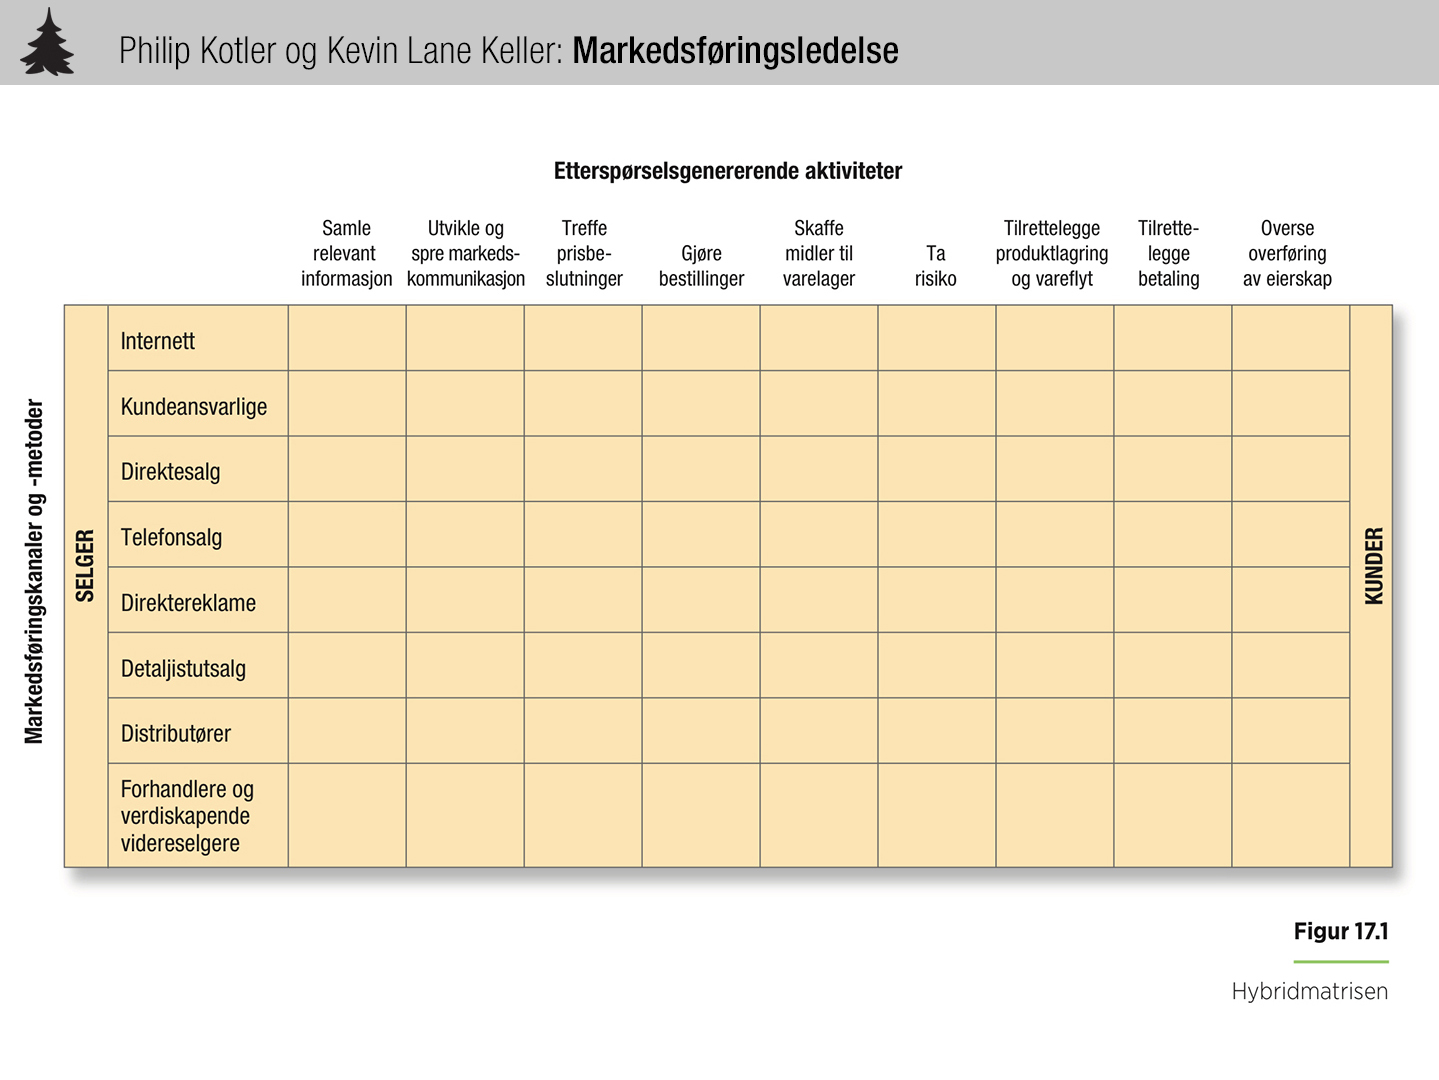 Philip Kotler og Kevin Lane Keller: Markedsføringsledelse
Etterspørselsgenererende aktiviteter
Samle
relevant
informasjon
Utvikle og
spre markeds-
kommunikasjon
Treffe
prisbe-
slutninger
Gjøre
bestillinger
Skaffe
midler til
varelager
Ta
risiko
Tilrettelegge
produktlagring
og vareflyt
Tilrette-
legge
betaling
Overse
overføring
av eierskap
Markedsføringskanaler og -metoder
SELGER
Internett
Kundeansvarlige
Direktesalg
Telefonsalg
Direktereklame
Detaljistutsalg
Distributører
Forhandlere og
verdiskapende
videreselgere
KUNDER
Figur 17.1
Hybridmatrisen